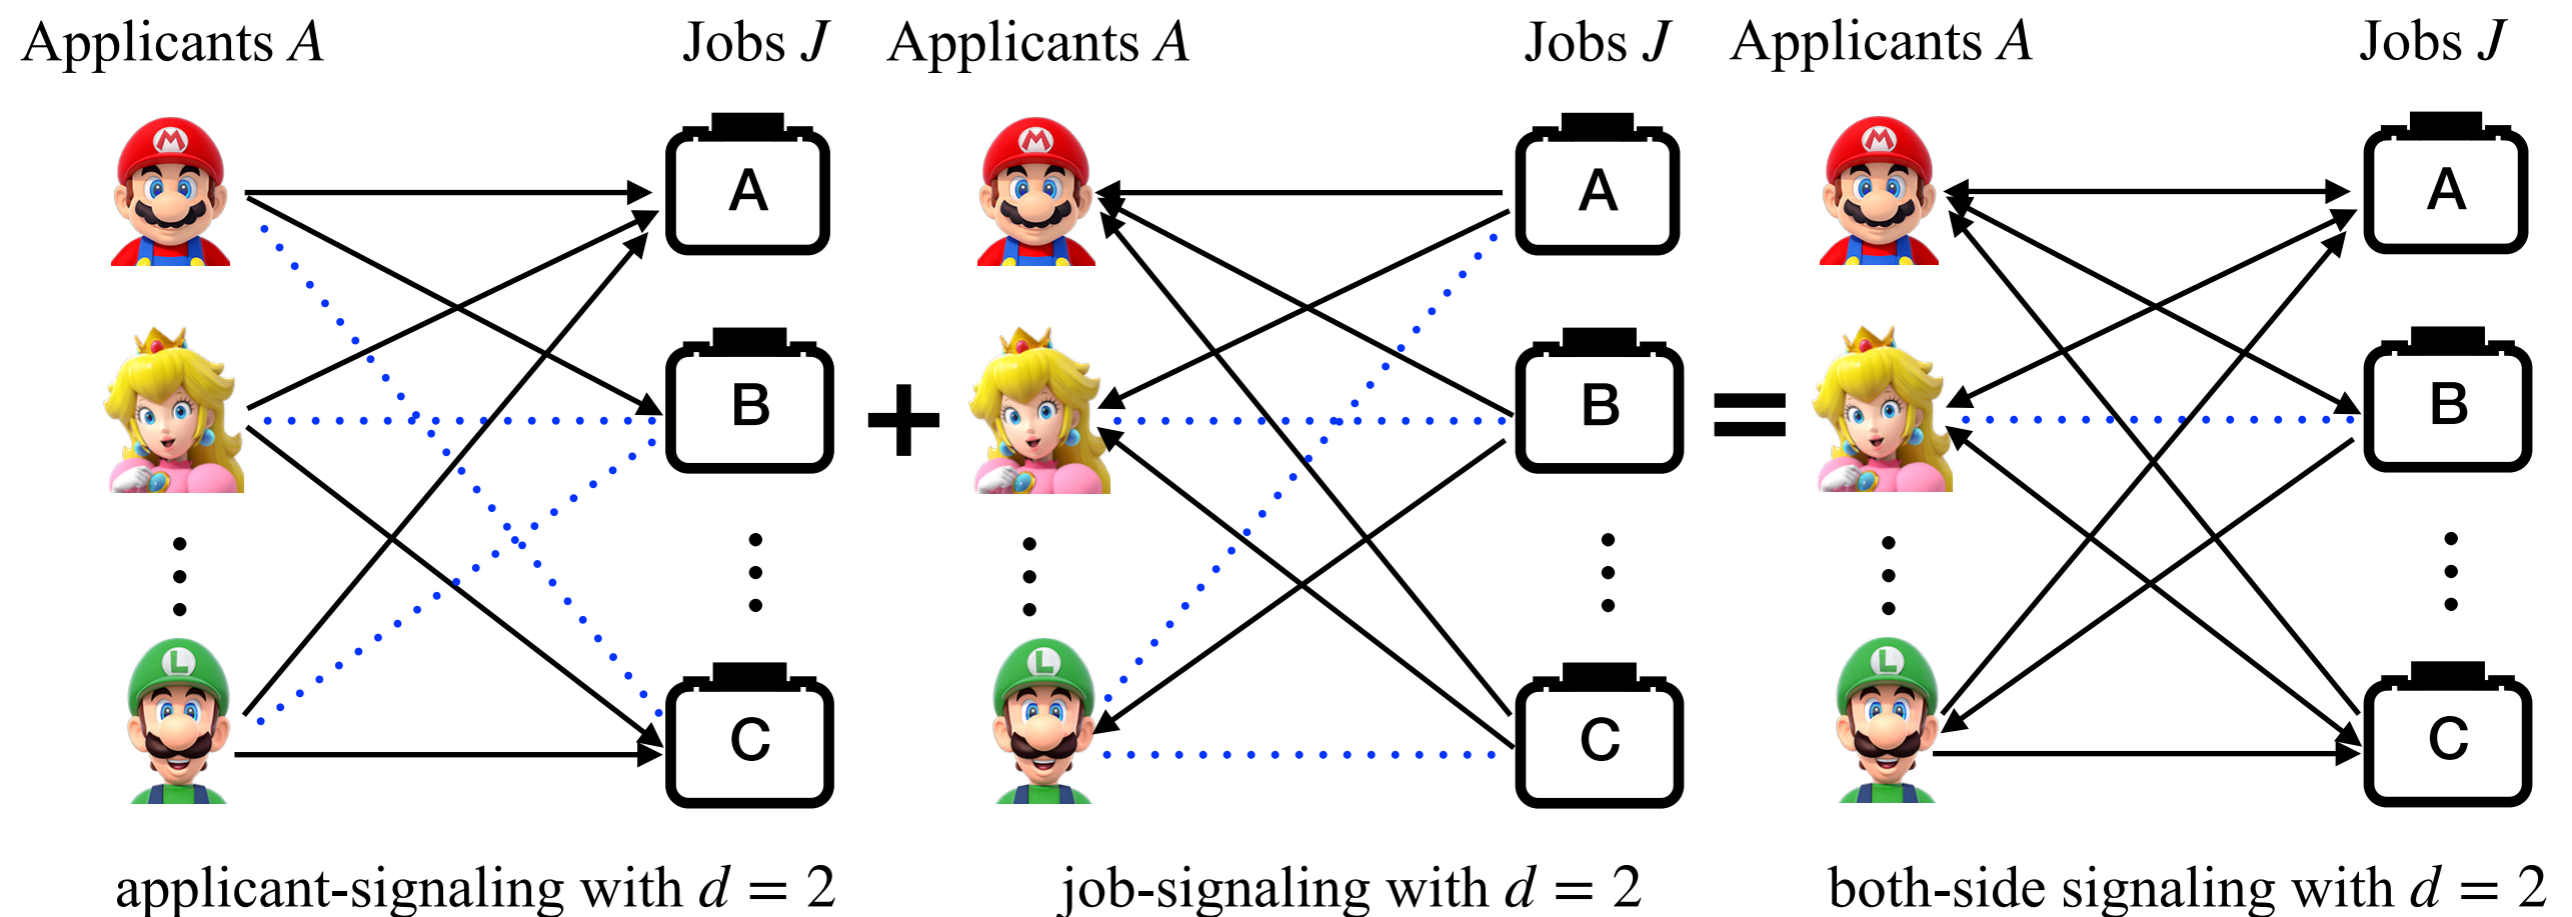 Applicants A Jobs J Applicants A Jobs J Applicants A Jobs J
M A M A M A
B + B = B
L C L C L C
applicant-signaling with d = 2 job-signaling with d = 2 both-side signaling with d = 2